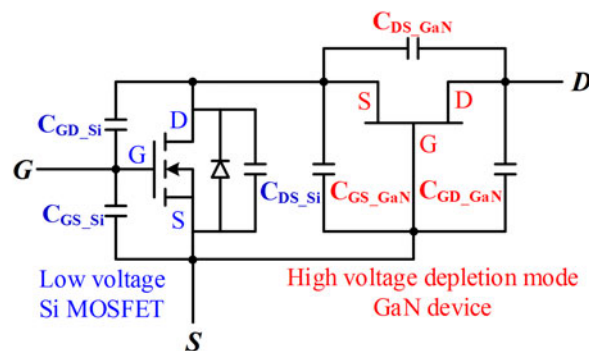 C_DS_GaN
S
D
D
C_GD_Si
D
G
G
G
C_DS_Si
C_GS_GaN
C_GD_GaN
C_GS_Si
S
Low voltage
Si MOSFET
High voltage depletion mode
GaN device
S